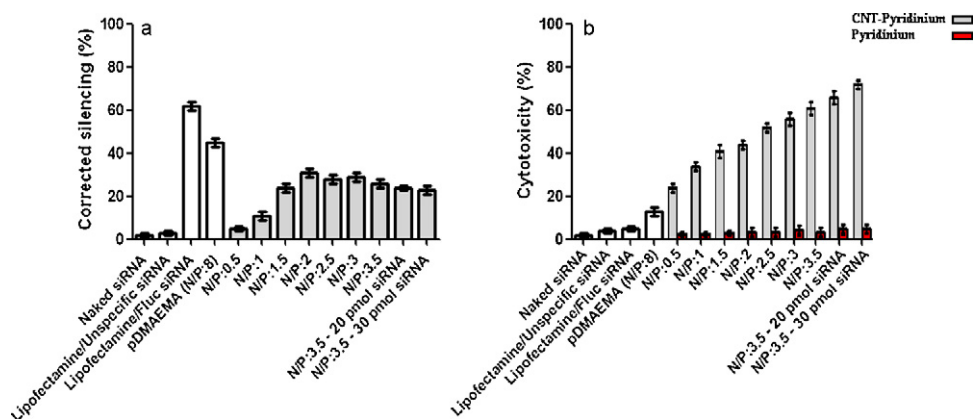 CNT-Pyridinium
Pyridinium
a
Corrected silencing (%)
100
80
60
40
20
0
Naked siRNA
Lipofectamine/Unspecific siRNA
Lipofectamine/Fluc siRNA
pDMAEMA (N/P:8)
N/P:0.5
N/P:1
N/P:1.5
N/P:2
N/P:2.5
N/P:3
N/P:3.5
N/P:3.5 - 20 pmol siRNA
N/P:3.5 - 30 pmol siRNA
b
Cytotoxicity (%)
100
80
60
40
20
0
Naked siRNA
Lipofectamine/Unspecific siRNA
Lipofectamine/Fluc siRNA
pDMAEMA (N/P:8)
N/P:0.5
N/P:1
N/P:1.5
N/P:2
N/P:2.5
N/P:3
N/P:3.5
N/P:3.5 - 20 pmol siRNA
N/P:3.5 - 30 pmol siRNA